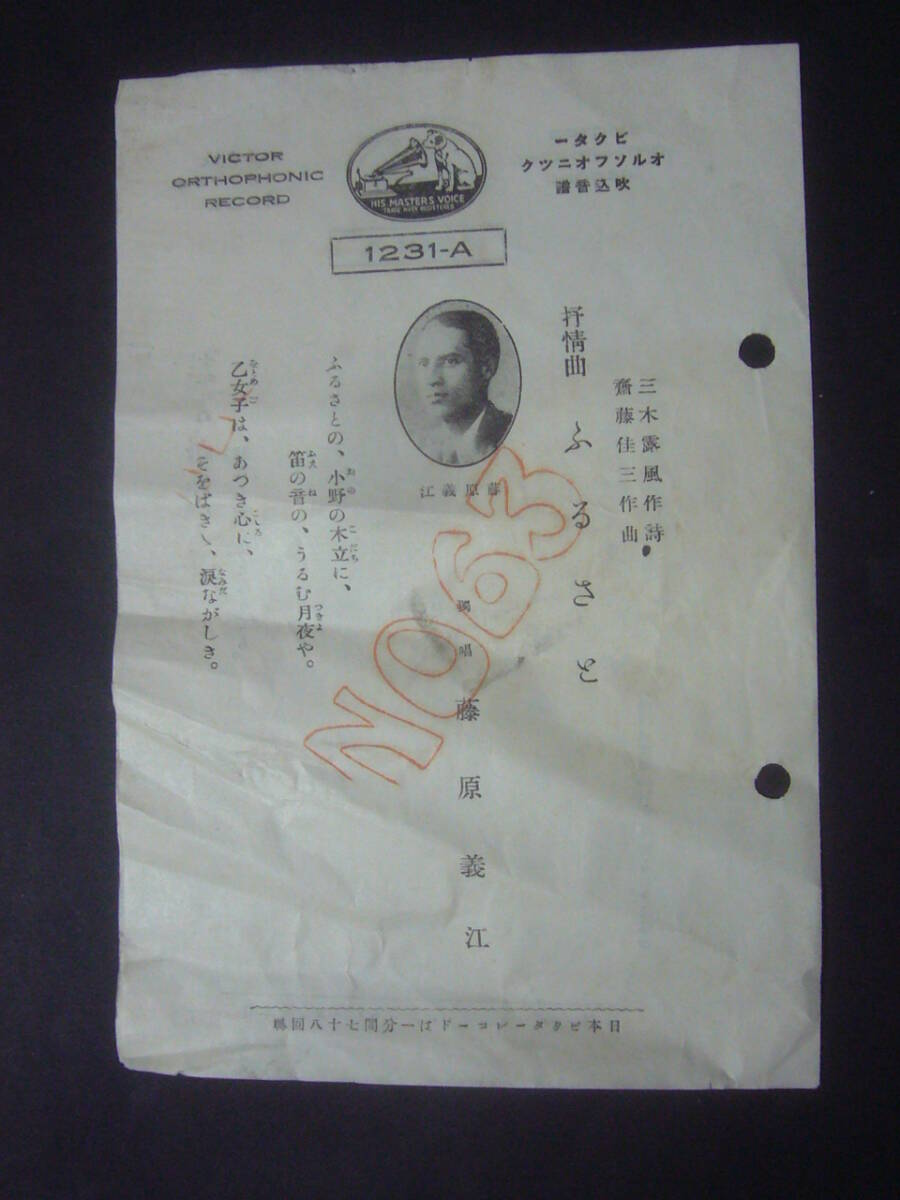 VICTOR
ORTHOPHONIC
RECORD
HIS MASTER'S VOICE
ビクター
オルソフオニツク
吹込音譜
1231-A
三木露風作詩
齋藤佳三作曲
抒情曲 ふるさと
藤原義江
獨唱 藤原義江
ふるさとの、小野の木立に、
笛の音の、うるむ月夜や。
乙女子は、あつき心に、
そをばきゝ、涙ながしき。
NO63
日本ビクターレコードは一分間七十八回轉